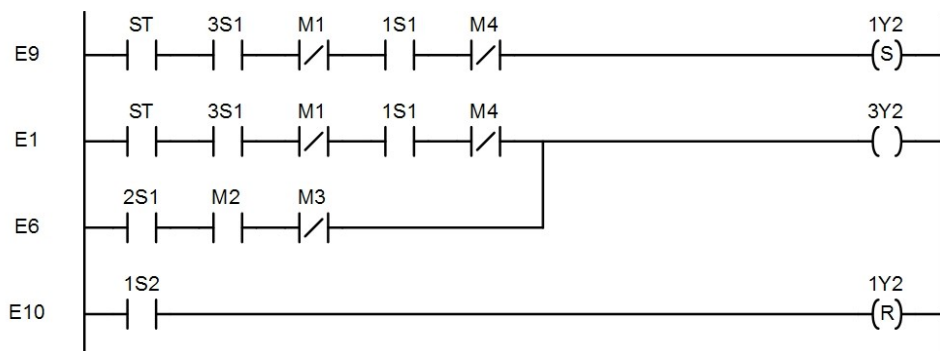 ST 3S1 M1 1S1 M4 1Y2
E9 S
ST 3S1 M1 1S1 M4 3Y2
E1
2S1 M2 M3
E6
1S2 1Y2
E10 R